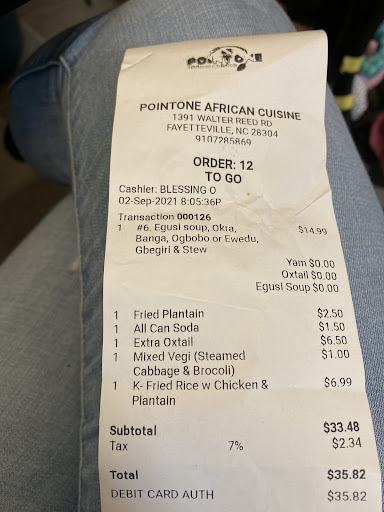 POINTONE
POINTONE AFRICAN CUISINE
1391 WALTER REED RD
FAYETTEVILLE, NC 28304
9107285869
ORDER: 12
TO GO
Cashier: BLESSING O
02-Sep-2021 8:05:36P
Transaction 000126
1 #6. Egusi soup, Okra, $14.99
Banga, Ogbobo or Ewedu,
Gbegiri & Stew
Yam $0.00
Oxtail $0.00
Egusi Soup $0.00
1 Fried Plantain $2.50
1 All Can Soda $1.50
1 Extra Oxtail $6.50
1 Mixed Vegi (Steamed $1.00
Cabbage & Brocoli)
1 K- Fried Rice w Chicken & $6.99
Plantain
Subtotal $33.48
Tax 7% $2.34
Total $35.82
DEBIT CARD AUTH $35.82